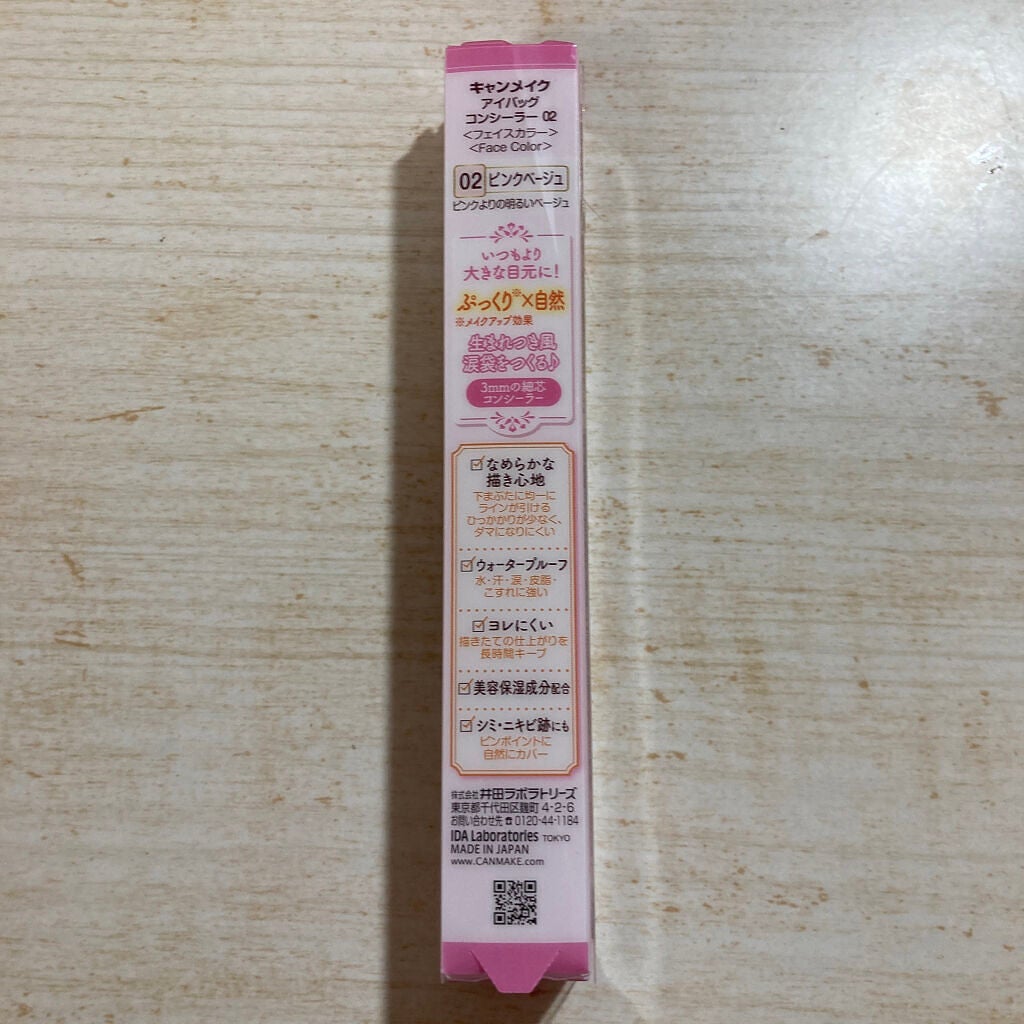 キャンメイク
アイバッグ
コンシーラー 02
<フェイスカラー>
<Face Color>
02 ピンクベージュ
ピンクよりの明るいベージュ
いつもより
大きな目元に!
ぷっくり※×自然
※メイクアップ効果
生まれつき風
涙袋をつくる♪
3mmの細芯
コンシーラー
☑なめらかな
描き心地
下まぶたに均一に
ラインが引ける
ひっかかりが少なく、
ダマになりにくい
☑ウォータープルーフ
水・汗・涙・皮脂・
こすれに強い
☑ヨレにくい
描きたての仕上がりを
長時間キープ
☑美容保湿成分配合
☑シミ・ニキビ跡にも
ピンポイントに
自然にカバー
株式会社 井田ラボラトリーズ
東京都千代田区麹町 4-2-6
お問い合わせ先 ☎ 0120-44-1184
IDA Laboratories TOKYO
MADE IN JAPAN
www.CANMAKE.com